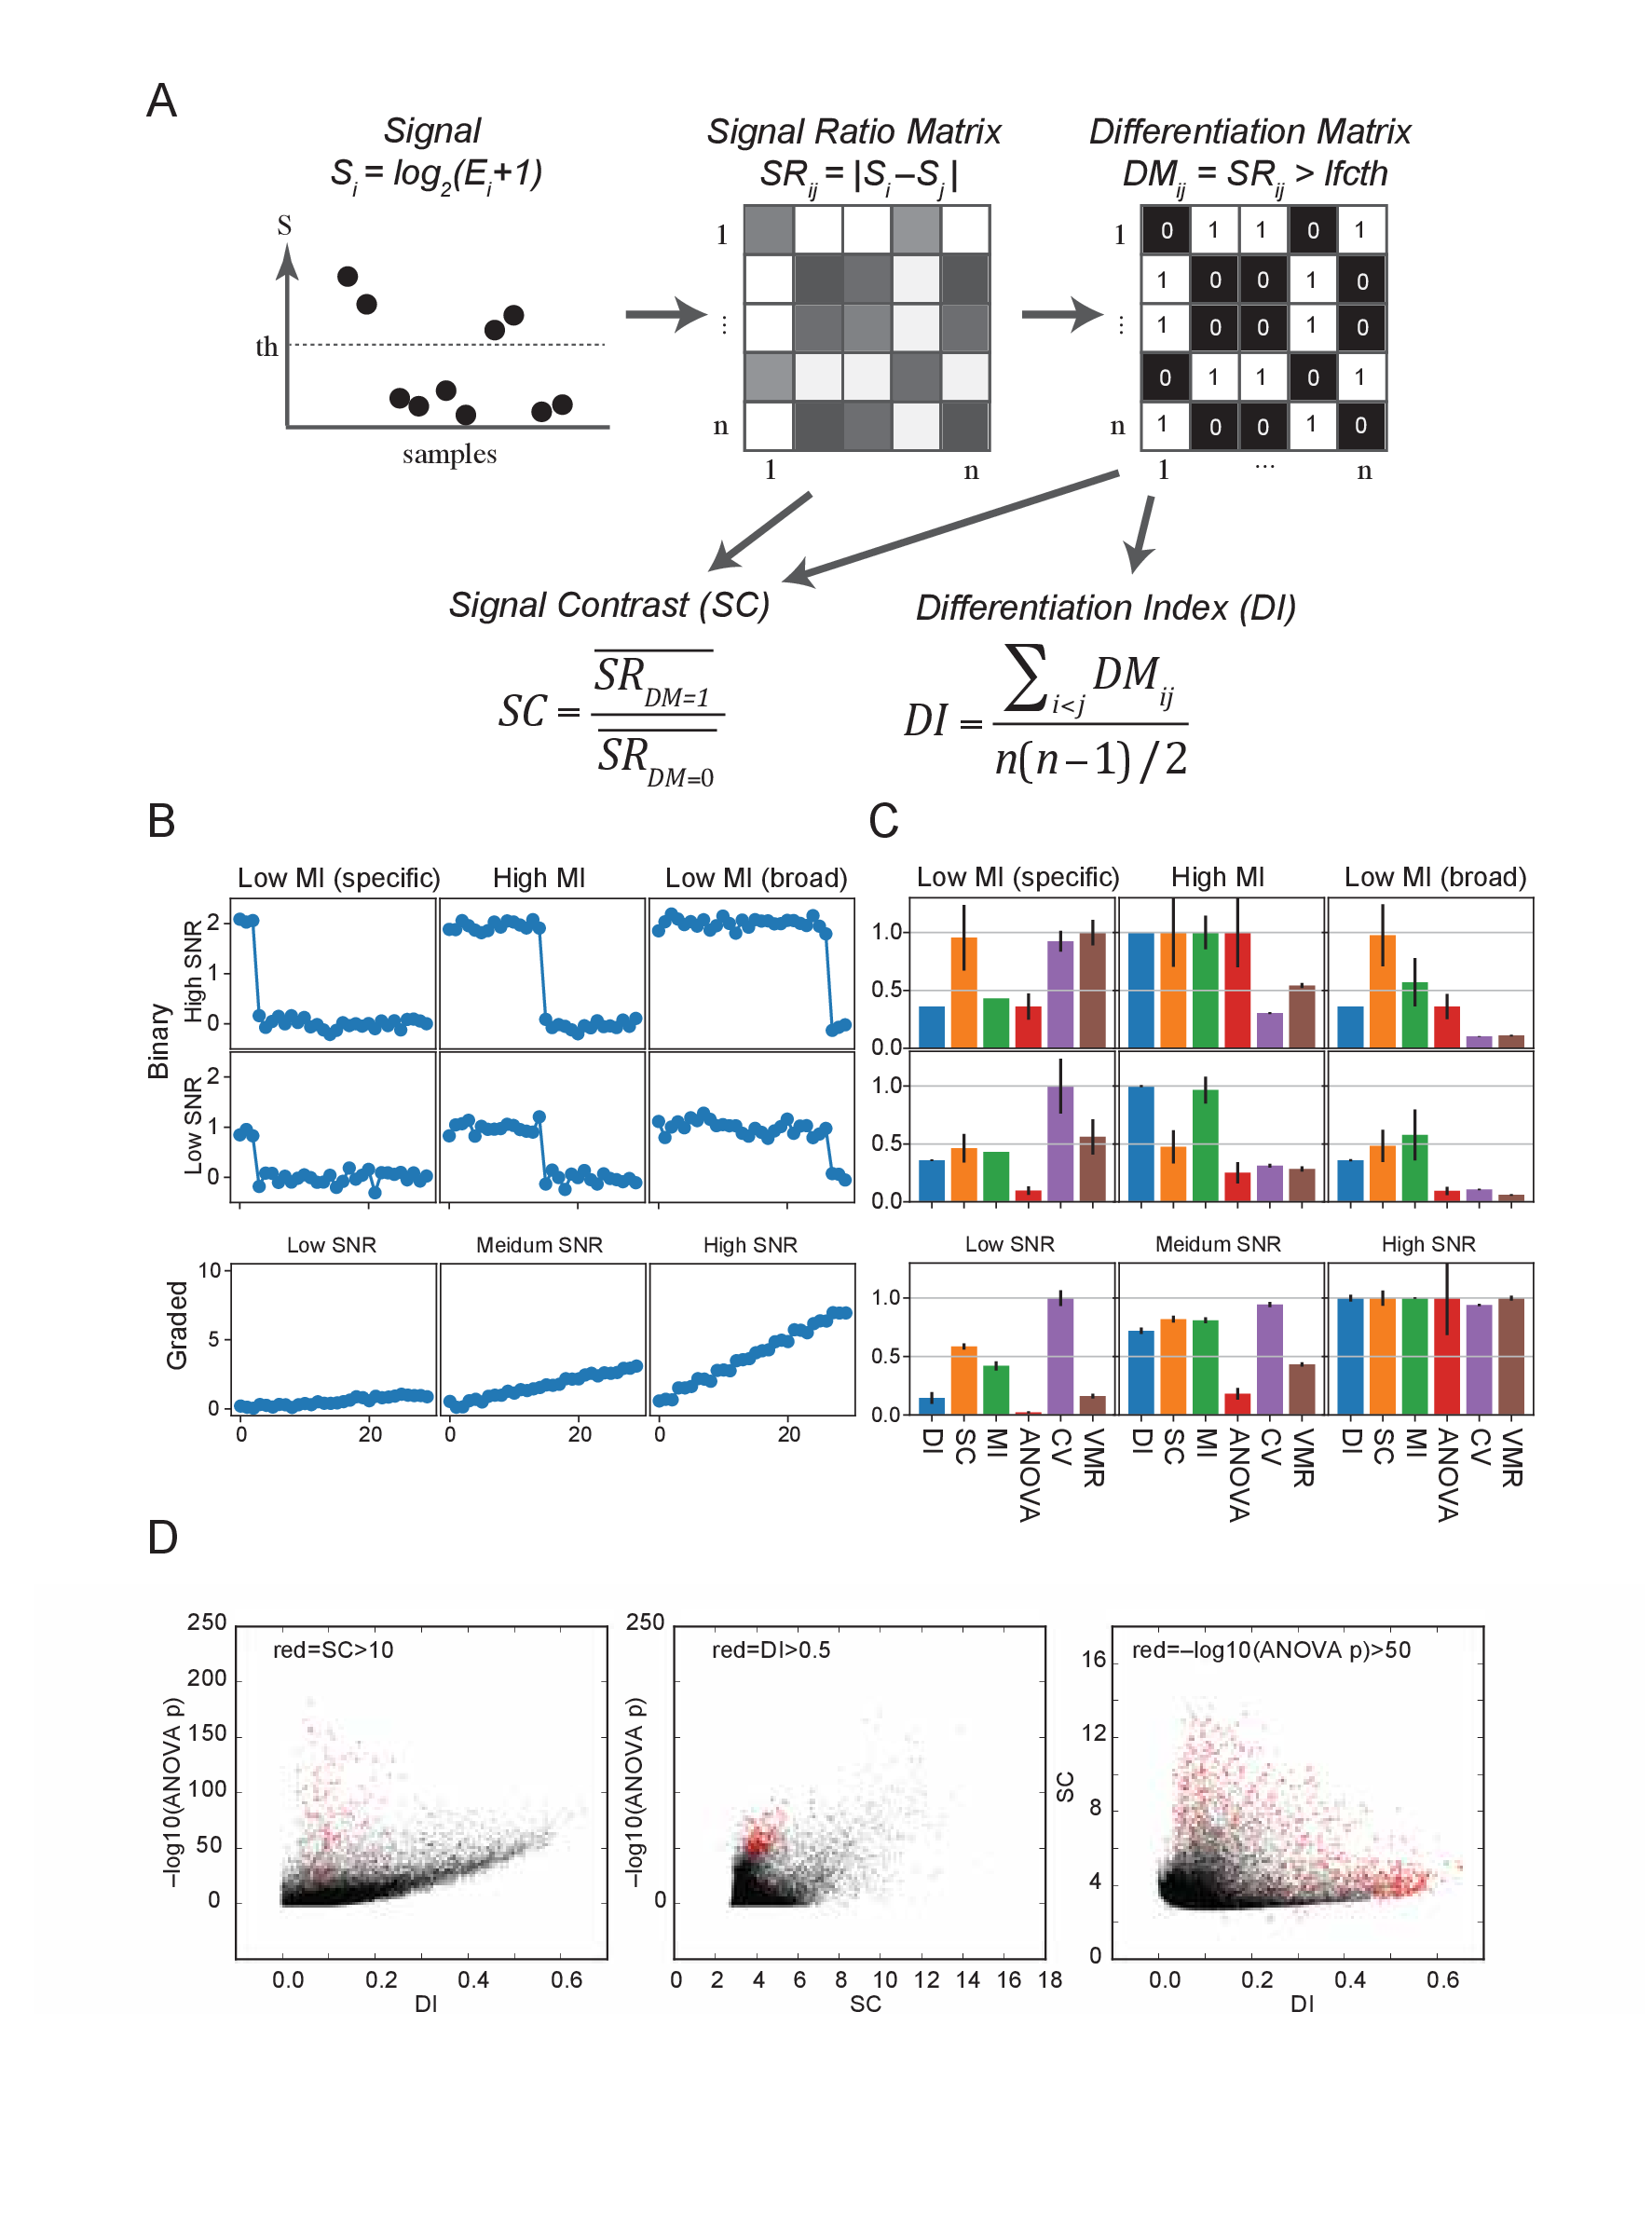 A
Signal
S_i = log_2(E_i+1)
Signal Ratio Matrix
SR_ij = |S_i – S_j|
Differentiation Matrix
DM_ij = SR_ij > lfcth
S
th
samples
1
⋮
n
1 n
1
⋮
n
0 1 1 0 1
1 0 0 1 0
1 0 0 1 0
0 1 1 0 1
1 0 0 1 0
1 ... n
Signal Contrast (SC)
SC = SR_DM=1 / SR_DM=0
Differentiation Index (DI)
DI = ∑_i<j DM_ij / n(n–1)/2
B
Low MI (specific) High MI Low MI (broad)
Binary
High SNR
2
1
0
Low SNR
2
1
0
Low SNR Meidum SNR High SNR
Graded
10
5
0
0 20 0 20 0 20
C
Low MI (specific) High MI Low MI (broad)
1.0
0.5
0.0
1.0
0.5
0.0
Low SNR Meidum SNR High SNR
1.0
0.5
0.0
DI SC MI ANOVA CV VMR DI SC MI ANOVA CV VMR DI SC MI ANOVA CV VMR
D
–log10(ANOVA p)
250
200
150
100
50
0
red=SC>10
0.0 0.2 0.4 0.6
DI
–log10(ANOVA p)
250
0
red=DI>0.5
0 2 4 6 8 10 12 14 16 18
SC
SC
16
12
8
4
0
red=–log10(ANOVA p)>50
0.0 0.2 0.4 0.6
DI